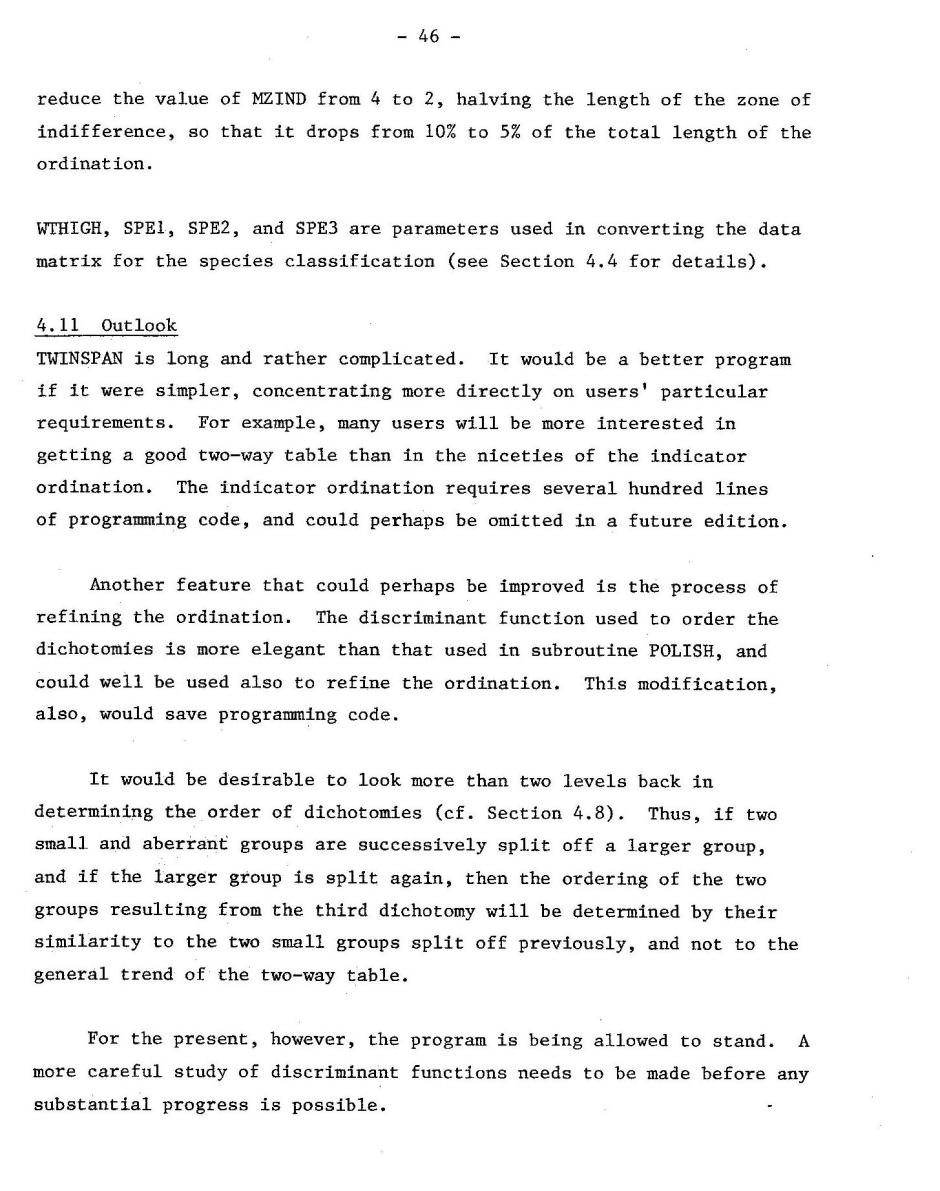 - 46 -
reduce the value of MZIND from 4 to 2, halving the length of the zone of
indifference, so that it drops from 10% to 5% of the total length of the
ordination.
WTHIGH, SPE1, SPE2, and SPE3 are parameters used in converting the data
matrix for the species classification (see Section 4.4 for details).
4.11 Outlook
TWINSPAN is long and rather complicated. It would be a better program
if it were simpler, concentrating more directly on users' particular
requirements. For example, many users will be more interested in
getting a good two-way table than in the niceties of the indicator
ordination. The indicator ordination requires several hundred lines
of programming code, and could perhaps be omitted in a future edition.
Another feature that could perhaps be improved is the process of
refining the ordination. The discriminant function used to order the
dichotomies is more elegant than that used in subroutine POLISH, and
could well be used also to refine the ordination. This modification,
also, would save programming code.
It would be desirable to look more than two levels back in
determining the order of dichotomies (cf. Section 4.8). Thus, if two
small and aberrant groups are successively split off a larger group,
and if the larger group is split again, then the ordering of the two
groups resulting from the third dichotomy will be determined by their
similarity to the two small groups split off previously, and not to the
general trend of the two-way table.
For the present, however, the program is being allowed to stand. A
more careful study of discriminant functions needs to be made before any
substantial progress is possible.